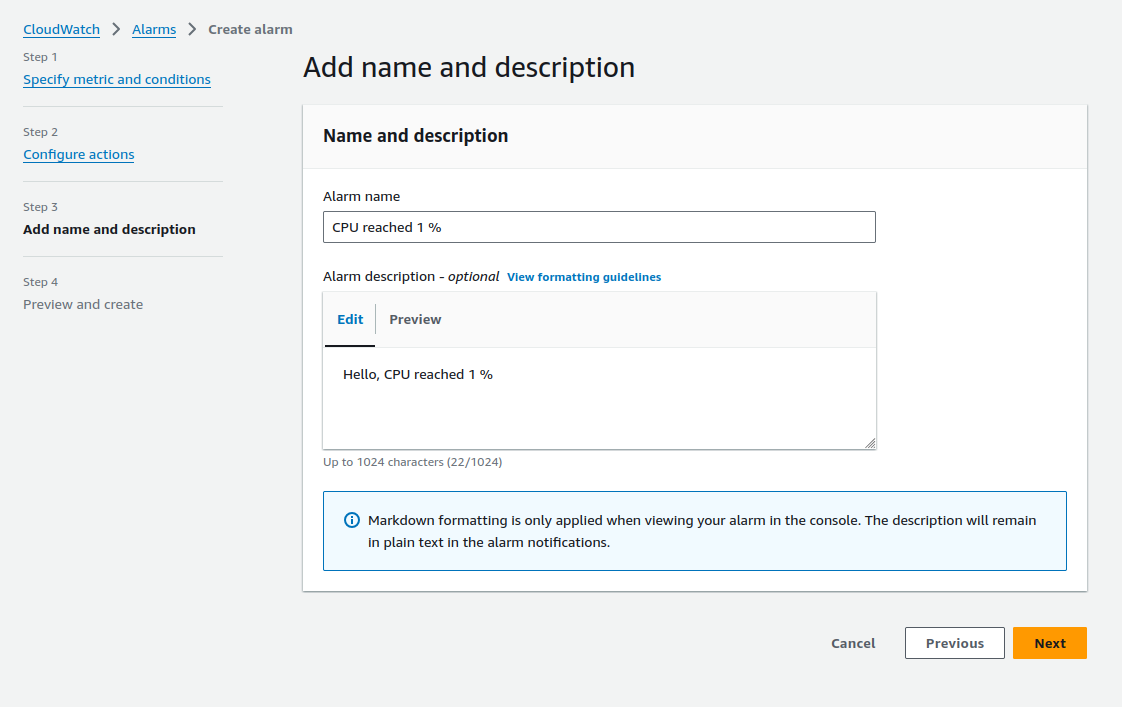 CloudWatch > Alarms > Create alarm
Step 1
Specify metric and conditions
Step 2
Configure actions
Step 3
Add name and description
Step 4
Preview and create
Add name and description
Name and description
Alarm name
CPU reached 1 %
Alarm description - optional View formatting guidelines
Edit Preview
Hello, CPU reached 1 %
Up to 1024 characters (22/1024)
Markdown formatting is only applied when viewing your alarm in the console. The description will remain
in plain text in the alarm notifications.
Cancel Previous Next